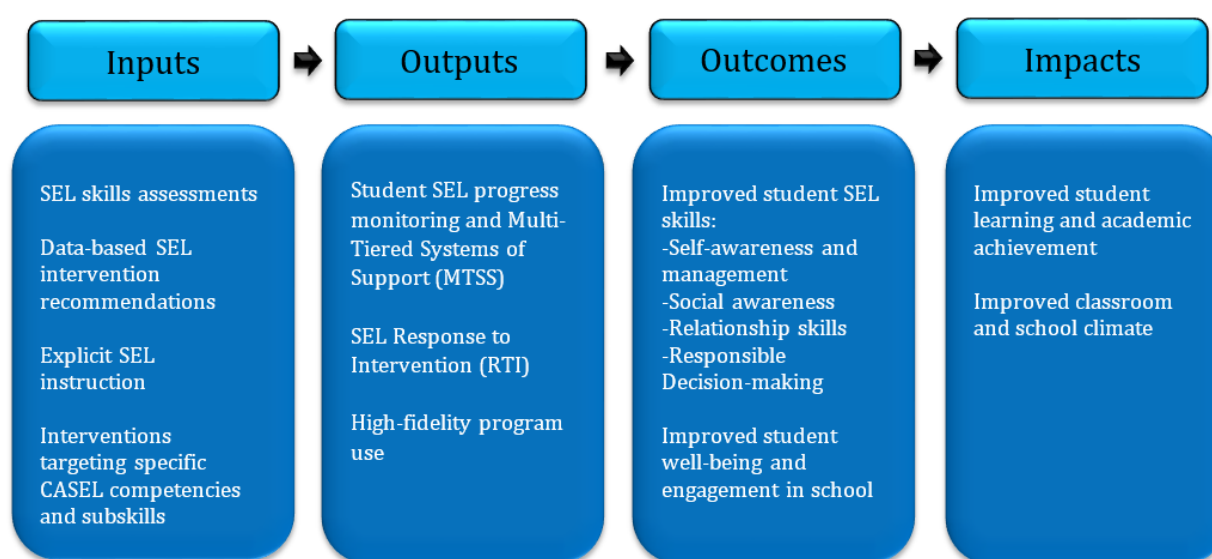 Inputs
Outputs
Outcomes
Impacts
SEL skills assessments
Data-based SEL
intervention
recommendations
Explicit SEL
instruction
Interventions
targeting specific
CASEL competencies
and subskills
Student SEL progress
monitoring and Multi-
Tiered Systems of
Support (MTSS)
SEL Response to
Intervention (RTI)
High-fidelity program
use
Improved student SEL
skills:
-Self-awareness and
management
-Social awareness
-Relationship skills
-Responsible
Decision-making
Improved student
well-being and
engagement in school
Improved student
learning and academic
achievement
Improved classroom
and school climate